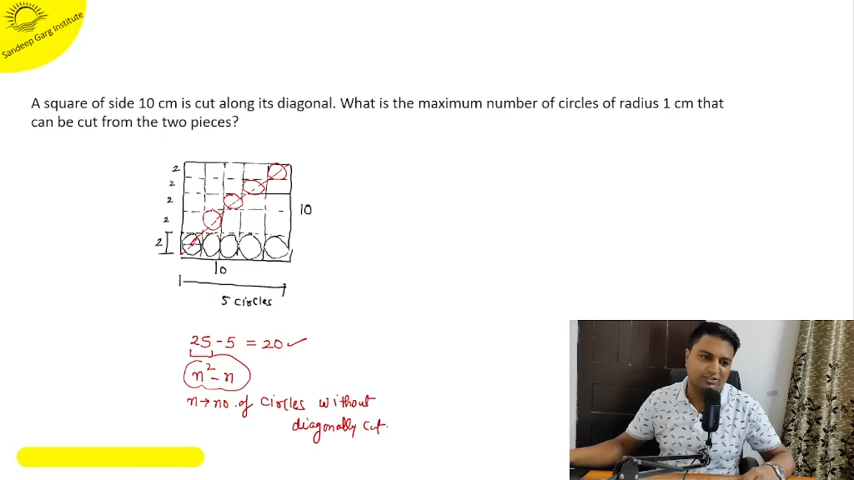 Sandeep Garg Institute
A square of side 10 cm is cut along its diagonal. What is the maximum number of circles of radius 1 cm that
can be cut from the two pieces?
2
2
2
2
2
10
10
5 circles
25 - 5 = 20 ✓
n² - n
n → no. of circles without
diagonally cut.